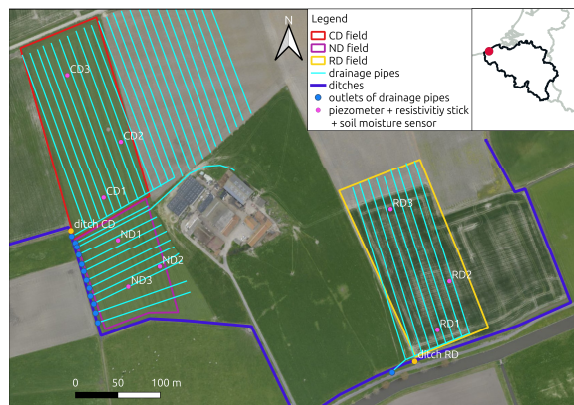 N
Legend
CD field
ND field
RD field
drainage pipes
ditches
outlets of drainage pipes
piezometer + resistivitiy stick
+ soil moisture sensor
CD3
CD2
CD1
ditch CD
ND1
ND2
ND3
RD3
RD2
RD1
ditch RD
0 50 100 m